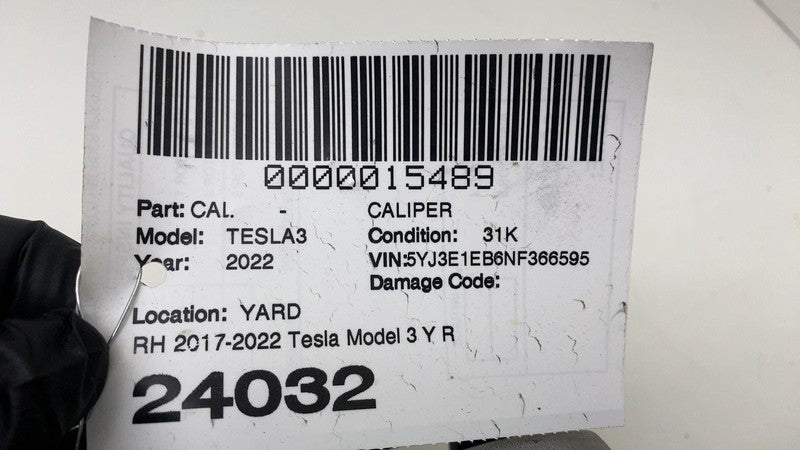 0000015489
Part: CAL. - CALIPER
Model: TESLA3 Condition: 31K
Year: 2022 VIN:5YJ3E1EB6NF366595
Damage Code:
Location: YARD
RH 2017-2022 Tesla Model 3 Y R
24032